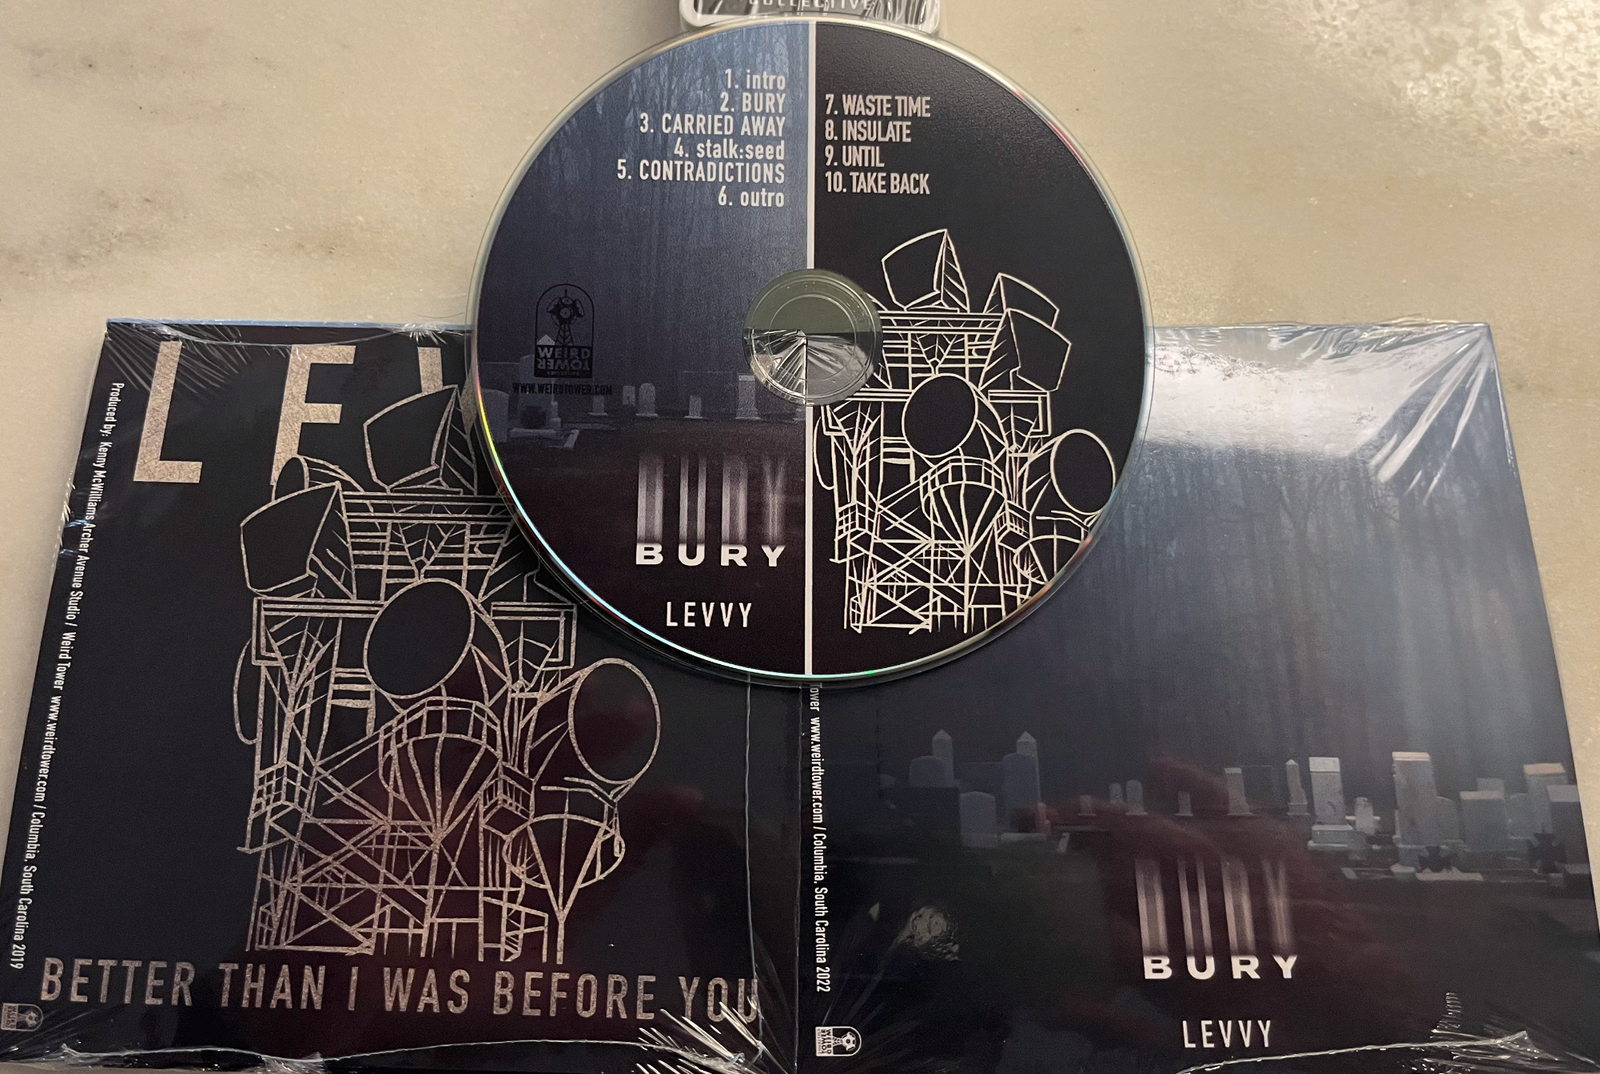 COLLECTIVE
1. intro
2. BURY
3. CARRIED AWAY
4. stalk:seed
5. CONTRADICTIONS
6. outro
7. WASTE TIME
8. INSULATE
9. UNTIL
10. TAKE BACK
WEIRD
TOWER
WWW.WEIRDTOWER.COM
BURY
LEVVY
Produced by: Kenny McWilliams Archer Avenue Studio / Weird Tower www.weirdtower.com / Columbia, South Carolina 2019
BETTER THAN I WAS BEFORE YOU
Tower www.weirdtower.com / Columbia, South Carolina 2022
BURY
LEVVY
WEIRD
TOWER